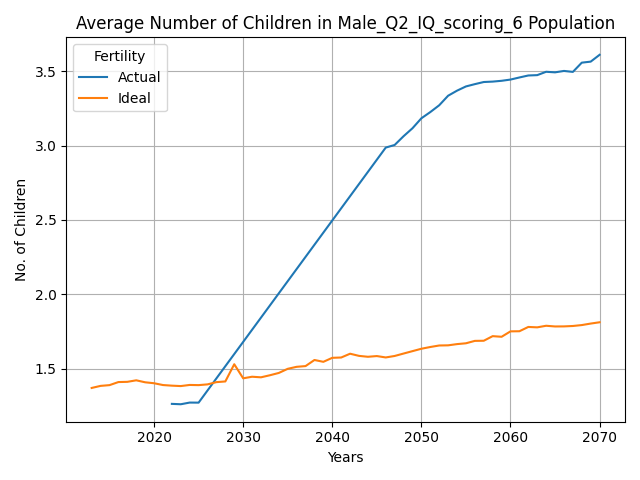 Average Number of Children in Male_Q2_IQ_scoring_6 Population
Fertility
Actual
Ideal
No. of Children
3.5
3.0
2.5
2.0
1.5
2020 2030 2040 2050 2060 2070
Years